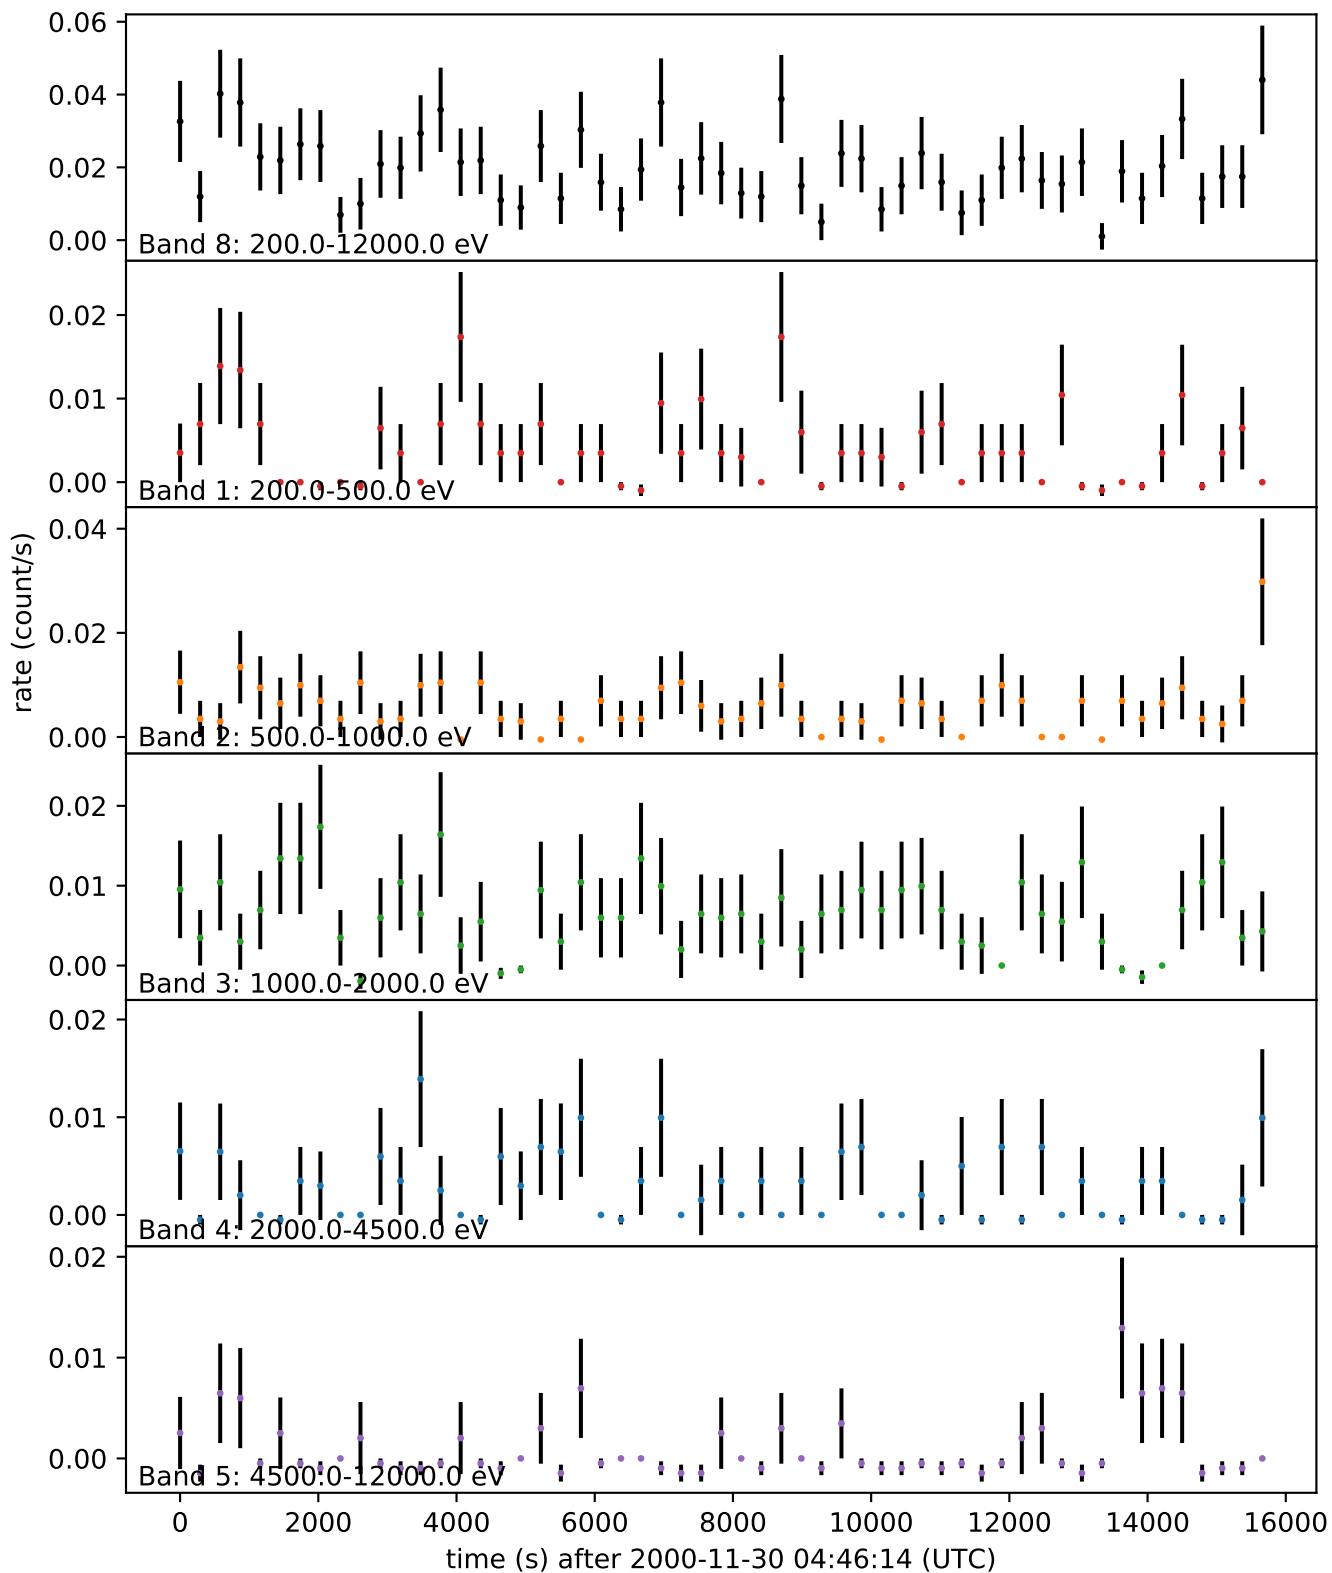 0.06
0.04
0.02
0.00
Band 8: 200.0-12000.0 eV
0.02
0.01
0.00
Band 1: 200.0-500.0 eV
rate (count/s)
0.04
0.02
0.00
Band 2: 500.0-1000.0 eV
0.02
0.01
0.00
Band 3: 1000.0-2000.0 eV
0.02
0.01
0.00
Band 4: 2000.0-4500.0 eV
0.02
0.01
0.00
Band 5: 4500.0-12000.0 eV
0 2000 4000 6000 8000 10000 12000 14000 16000
time (s) after 2000-11-30 04:46:14 (UTC)